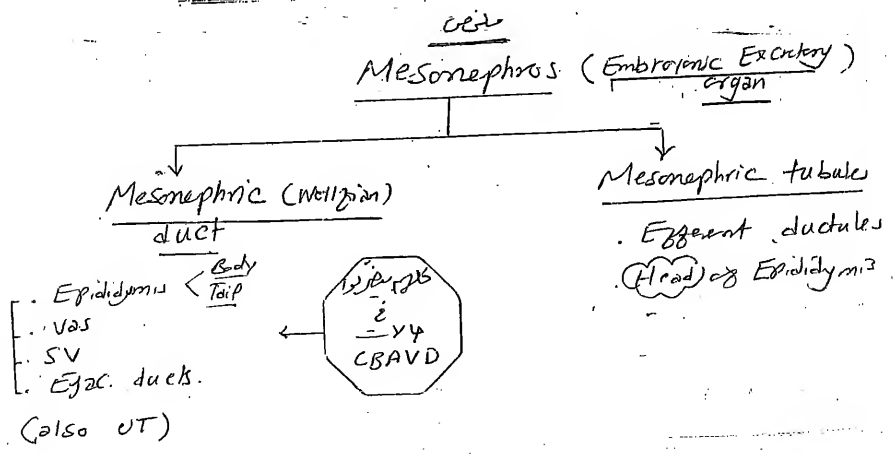 Mesonephros (Embryonic Excretory organ)
Mesonephric (Wollfian) duct
. Epididymis < Body Tail
. Vas
. SV
. Ejac. ducts.
(also UT)
CBAVD
Mesonephric tubules
. Efferent ductules
. (Head) of Epididymis